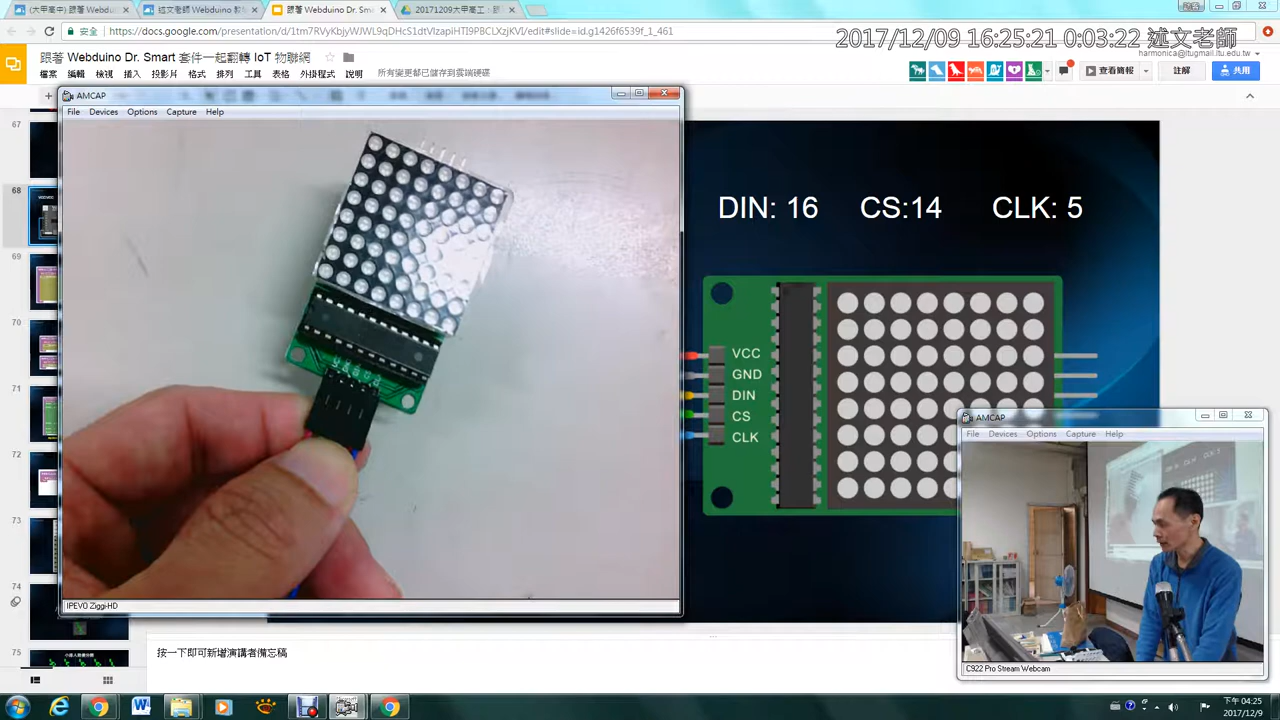 (大甲高中) 跟著 Webdu
述文老師 Webduino 教
跟著 Webduino Dr. Sma
20171209大甲高工：跟
安全
https://docs.google.com/presentation/d/1tm7RVyKbjyWJWL9qDHcS1dtVIzapiHTI9PBCLXzjKVI/edit#slide=id.g1426f6539f_1_461
2017/12/09 16:25:21 0:03:22 述文老師
跟著 Webduino Dr. Smart 套件一起翻轉 IoT 物聯網
harmonica@ltugmail.ltu.edu.tw
檔案 編輯 檢視 插入 投影片 格式 排列 工具 表格 外掛程式 說明
所有變更都已儲存到雲端硬碟
查看簡報
註解
共用
AMCAP
File Devices Options Capture Help
67
68
69
70
71
72
73
74
75
DIN: 16 CS:14 CLK: 5
VCC
GND
DIN
CS
CLK
AMCAP
File Devices Options Capture Help
IPEVO Ziggi-HD
C922 Pro Stream Webcam
按一下即可新增演講者備忘稿
下午 04:25
2017/12/9